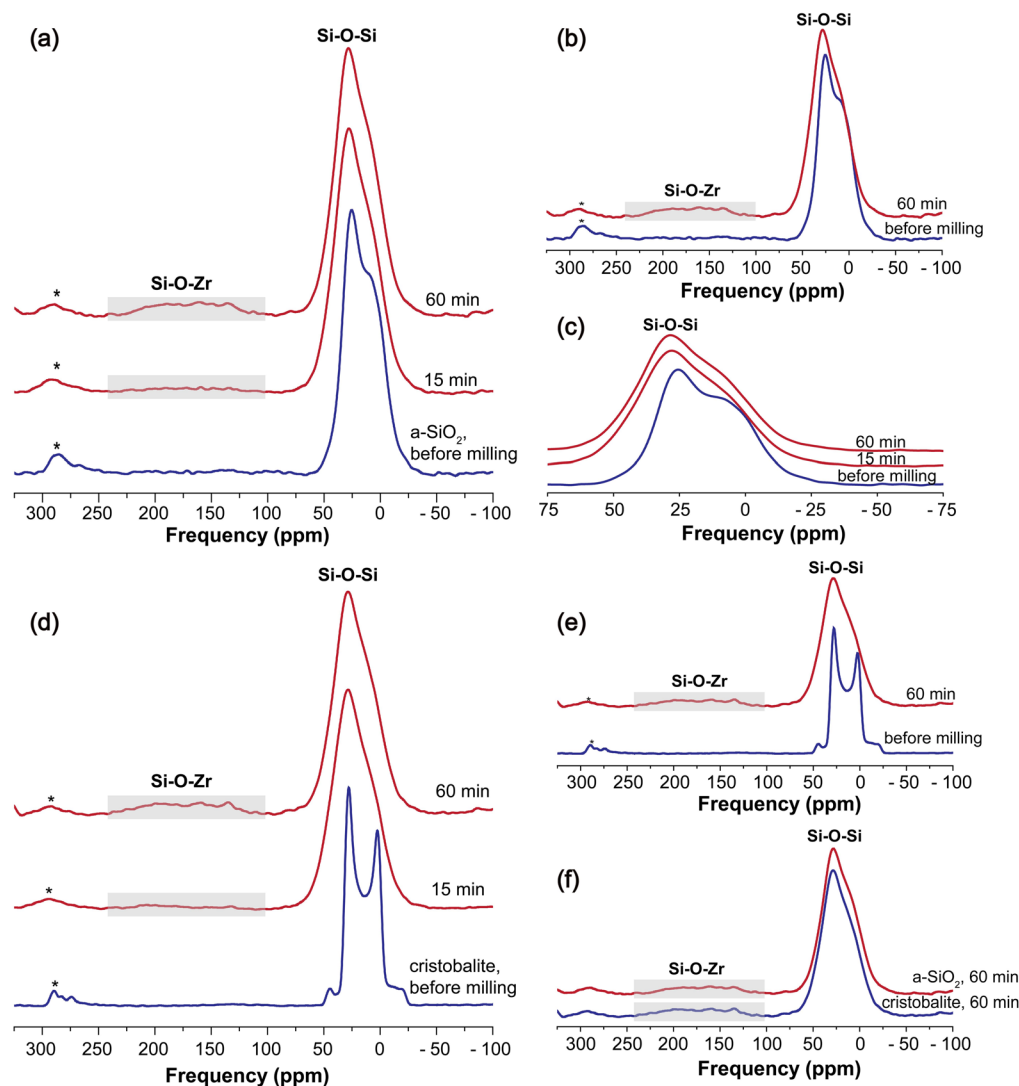 (a)
Si-O-Si
Si-O-Zr
*
60 min
*
15 min
*
a-SiO₂,
before milling
300 250 200 150 100 50 0 - 50 - 100
Frequency (ppm)
(b)
Si-O-Si
Si-O-Zr
*
60 min
*
before milling
300 250 200 150 100 50 0 - 50 - 100
Frequency (ppm)
(c)
Si-O-Si
60 min
15 min
before milling
75 50 25 0 - 25 - 50 - 75
Frequency (ppm)
(d)
Si-O-Si
Si-O-Zr
*
60 min
*
15 min
*
cristobalite,
before milling
300 250 200 150 100 50 0 - 50 - 100
Frequency (ppm)
(e)
Si-O-Si
Si-O-Zr
*
60 min
*
before milling
300 250 200 150 100 50 0 - 50 - 100
Frequency (ppm)
(f)
Si-O-Si
Si-O-Zr
a-SiO₂, 60 min
cristobalite, 60 min
300 250 200 150 100 50 0 - 50 - 100
Frequency (ppm)